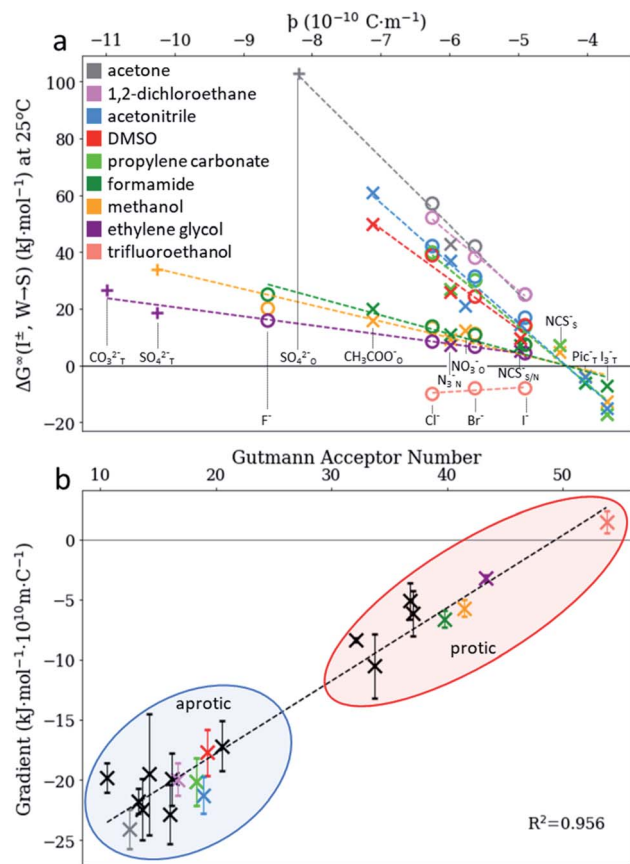 þ (10⁻¹⁰ C·m⁻¹)
−11 −10 −9 −8 −7 −6 −5 −4
a
acetone
1,2-dichloroethane
acetonitrile
DMSO
propylene carbonate
formamide
methanol
ethylene glycol
trifluoroethanol
ΔG∞(I±, W→S) (kJ·mol⁻¹) at 25°C
100
80
60
40
20
0
−20
NCS⁻S
CO₃²⁻T SO₄²⁻T SO₄²⁻O CH₃COO⁻O NO₃⁻O Pic⁻T I₃⁻T
N₃⁻N NCS⁻S/N
F⁻ Cl⁻ Br⁻ I⁻
b
Gutmann Acceptor Number
10 20 30 40 50
Gradient (kJ·mol⁻¹·10¹⁰m·C⁻¹)
0
−5
−10
−15
−20
−25
protic
aprotic
R²=0.956